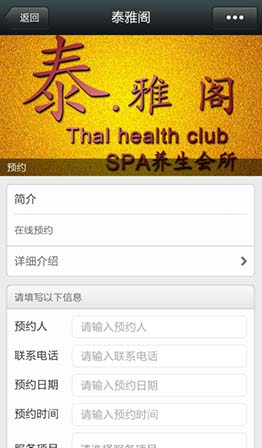 返回 泰雅阁
泰.雅 阁
Thai health club
SPA养生会所
预约
简介
在线预约
详细介绍
请填写以下信息
预约人 请输入预约人
联系电话 请输入联系电话
预约日期 请输入预约日期
预约时间 请输入预约时间
服务项目 请选择服务项目